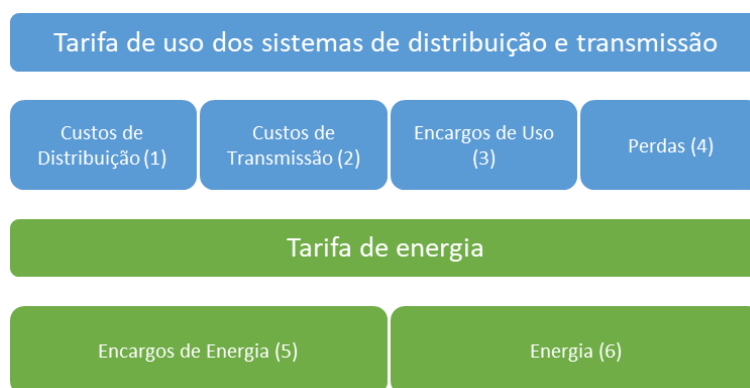 Tarifa de uso dos sistemas de distribuição e transmissão
Custos de
Distribuição (1)
Custos de
Transmissão (2)
Encargos de Uso
(3)
Perdas (4)
Tarifa de energia
Encargos de Energia (5)
Energia (6)